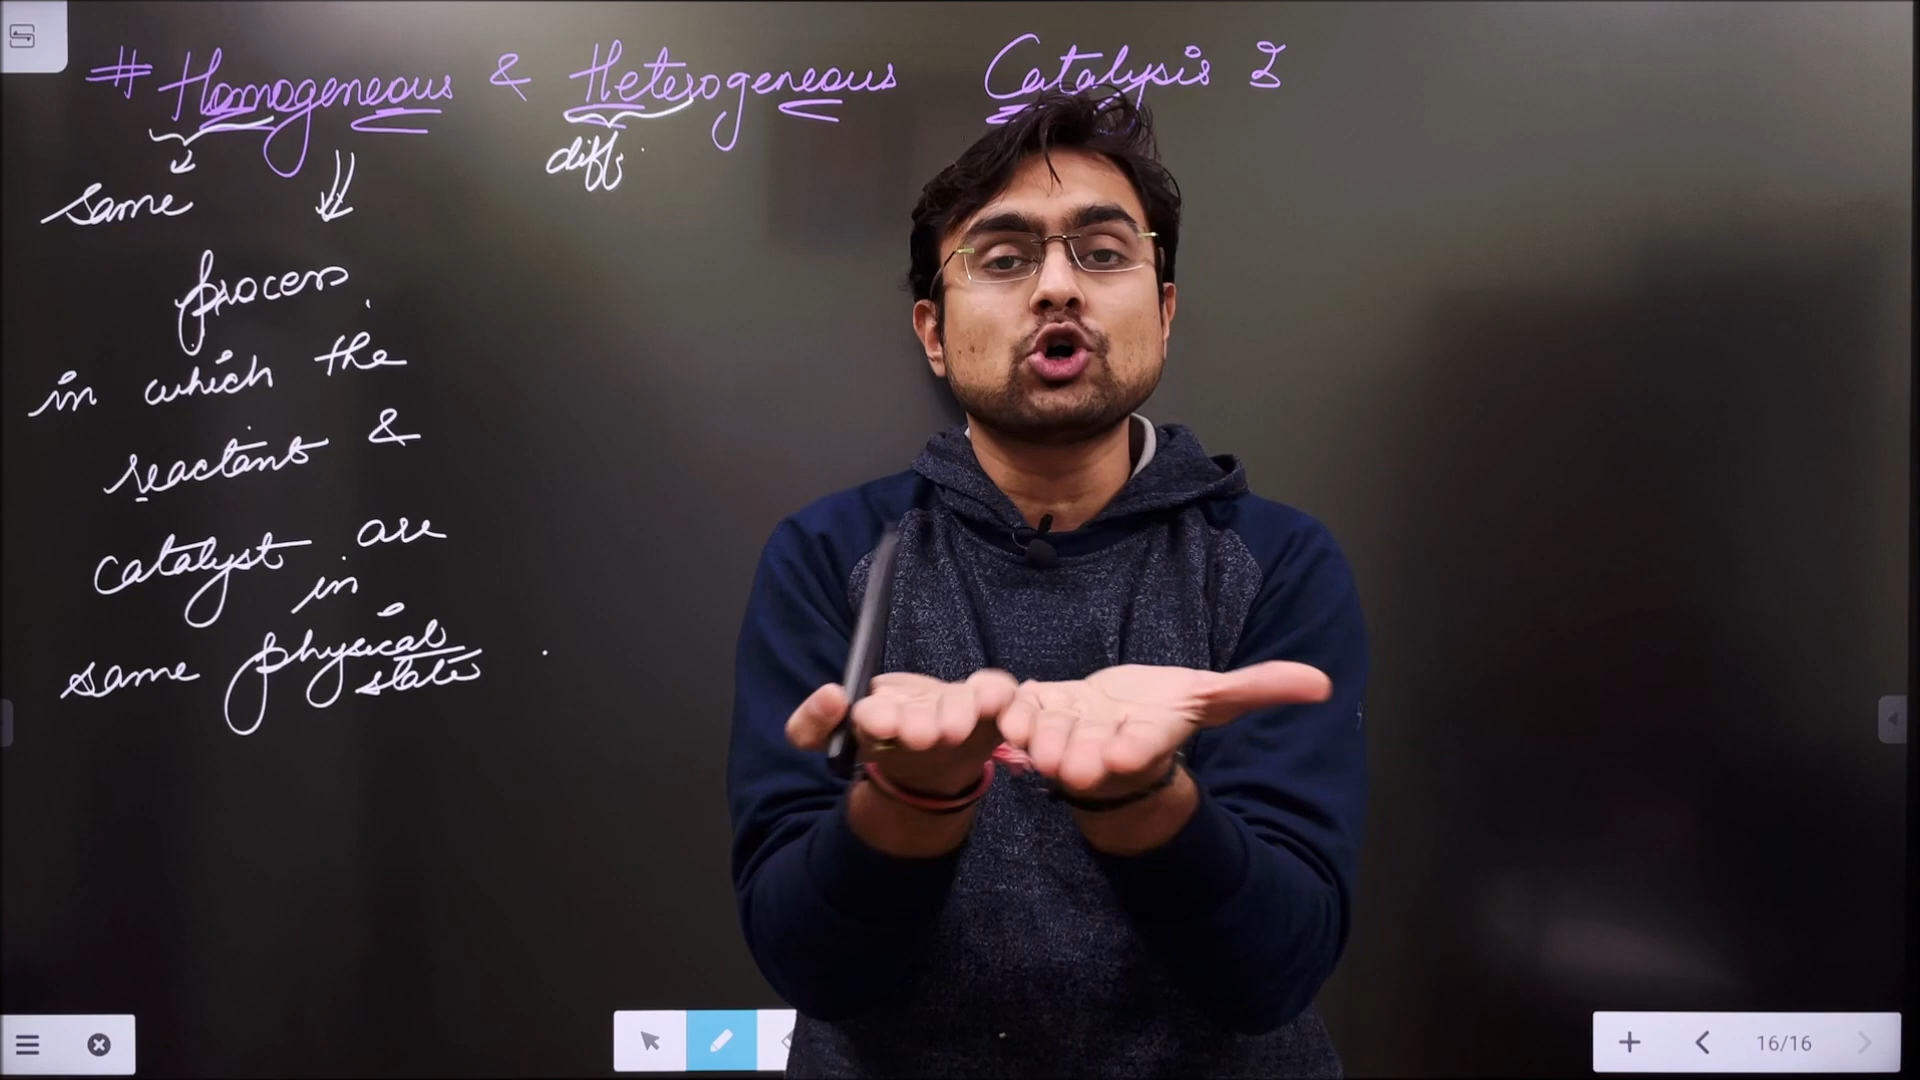 # Homogeneous & Heterogeneous Catalysis :
same diff.
process
in which the
reactant &
catalyst are
in
same physical
state
16/16